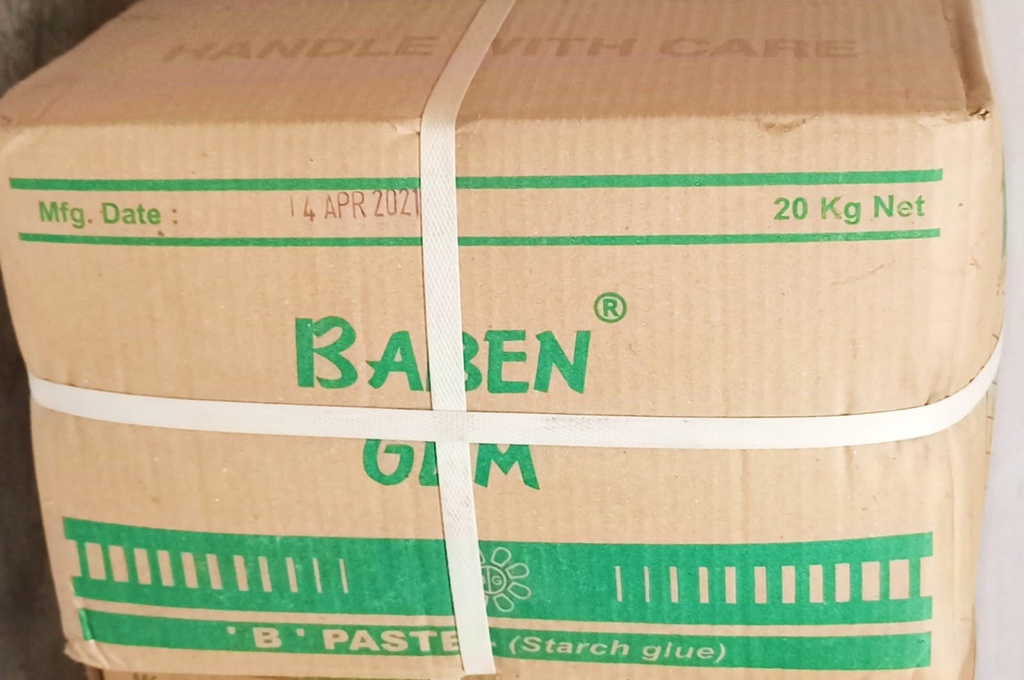 HANDLE WITH CARE
Mfg. Date : 14 APR 2021 20 Kg Net
BABEN ®
'B' PASTE (Starch glue)